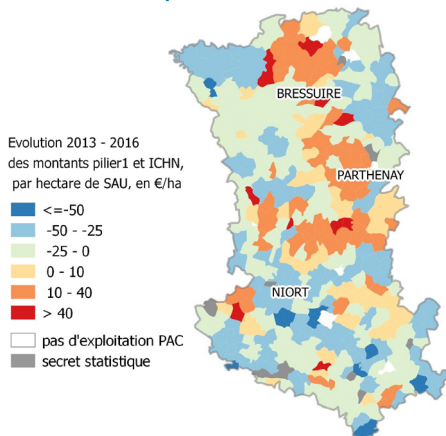 BRESSUIRE
PARTHENAY
NIORT
Evolution 2013 - 2016
des montants pilier1 et ICHN,
par hectare de SAU, en €/ha
<=-50
-50 - -25
-25 - 0
0 - 10
10 - 40
> 40
pas d'exploitation PAC
secret statistique